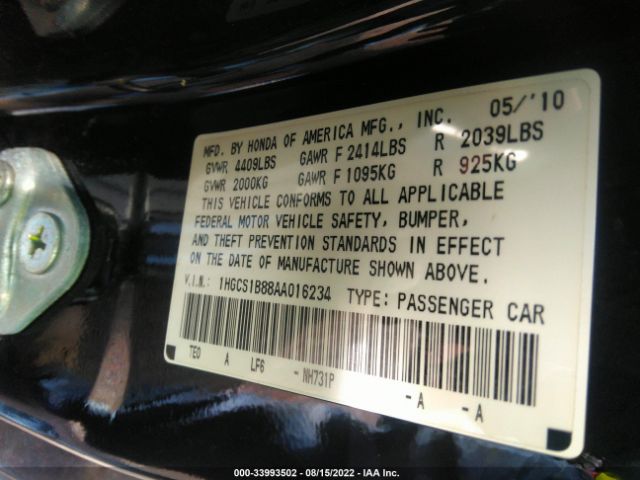 MFD. BY HONDA OF AMERICA MFG., INC. 05/'10
GVWR 4409LBS GAWR F 2414LBS R 2039LBS
GVWR 2000KG GAWR F 1095KG R 925KG
THIS VEHICLE CONFORMS TO ALL APPLICABLE
FEDERAL MOTOR VEHICLE SAFETY, BUMPER,
AND THEFT PREVENTION STANDARDS IN EFFECT
ON THE DATE OF MANUFACTURE SHOWN ABOVE.
V.I.N.: 1HGCS1B88AA016234 TYPE: PASSENGER CAR
TE0 A LF6 - NH731P -A -A
000-33993502 - 08/15/2022 - IAA Inc.